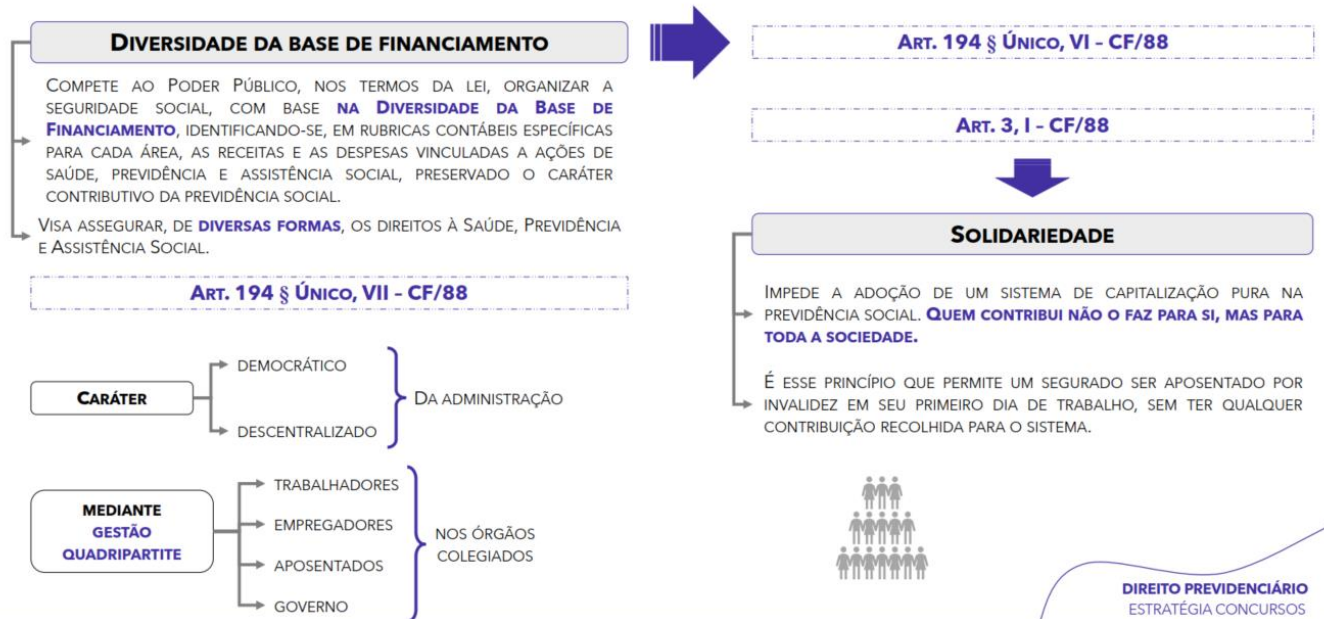 DIVERSIDADE DA BASE DE FINANCIAMENTO
COMPETE AO PODER PÚBLICO, NOS TERMOS DA LEI, ORGANIZAR A
SEGURIDADE SOCIAL, COM BASE NA DIVERSIDADE DA BASE DE
FINANCIAMENTO, IDENTIFICANDO-SE, EM RUBRICAS CONTÁBEIS ESPECÍFICAS
PARA CADA ÁREA, AS RECEITAS E AS DESPESAS VINCULADAS A AÇÕES DE
SAÚDE, PREVIDÊNCIA E ASSISTÊNCIA SOCIAL, PRESERVADO O CARÁTER
CONTRIBUTIVO DA PREVIDÊNCIA SOCIAL.
VISA ASSEGURAR, DE DIVERSAS FORMAS, OS DIREITOS À SAÚDE, PREVIDÊNCIA
E ASSISTÊNCIA SOCIAL.
ART. 194 § ÚNICO, VII - CF/88
CARÁTER
DEMOCRÁTICO
DESCENTRALIZADO
DA ADMINISTRAÇÃO
MEDIANTE
GESTÃO
QUADRIPARTITE
TRABALHADORES
EMPREGADORES
APOSENTADOS
GOVERNO
NOS ÓRGÃOS
COLEGIADOS
ART. 194 § ÚNICO, VI - CF/88
ART. 3, I - CF/88
SOLIDARIEDADE
IMPEDE A ADOÇÃO DE UM SISTEMA DE CAPITALIZAÇÃO PURA NA
PREVIDÊNCIA SOCIAL. QUEM CONTRIBUI NÃO O FAZ PARA SI, MAS PARA
TODA A SOCIEDADE.
É ESSE PRINCÍPIO QUE PERMITE UM SEGURADO SER APOSENTADO POR
INVALIDEZ EM SEU PRIMEIRO DIA DE TRABALHO, SEM TER QUALQUER
CONTRIBUIÇÃO RECOLHIDA PARA O SISTEMA.
DIREITO PREVIDENCIÁRIO
ESTRATÉGIA CONCURSOS